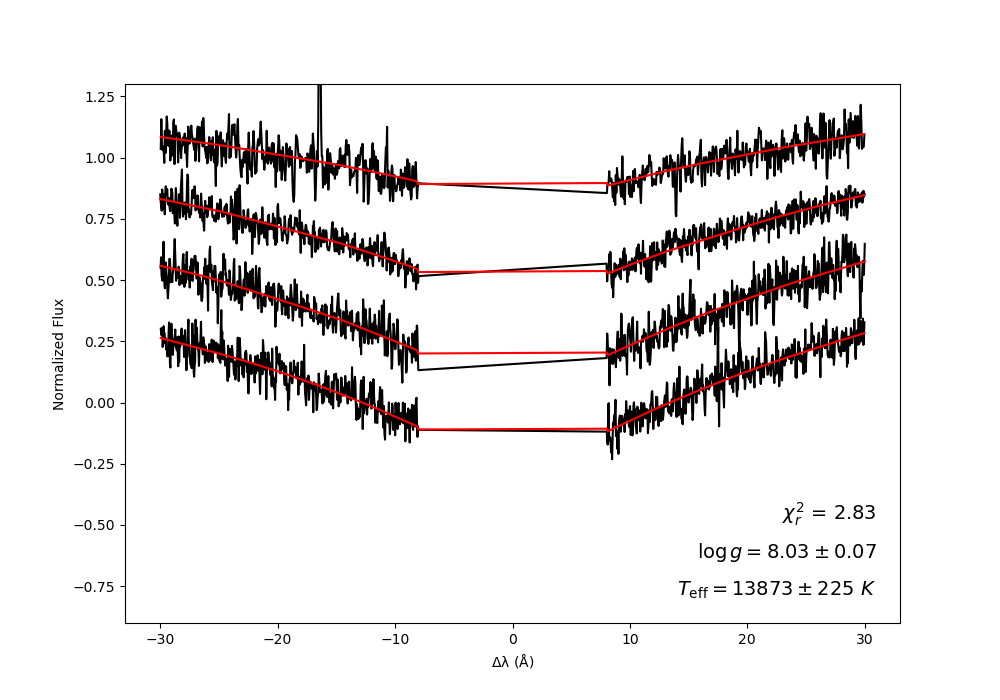 1.25
1.00
0.75
0.50
0.25
0.00
−0.25
−0.50
−0.75
Normalized Flux
χ²ᵣ = 2.83
log g = 8.03 ± 0.07
T_eff = 13873 ± 225 K
−30 −20 −10 0 10 20 30
Δλ (Å)